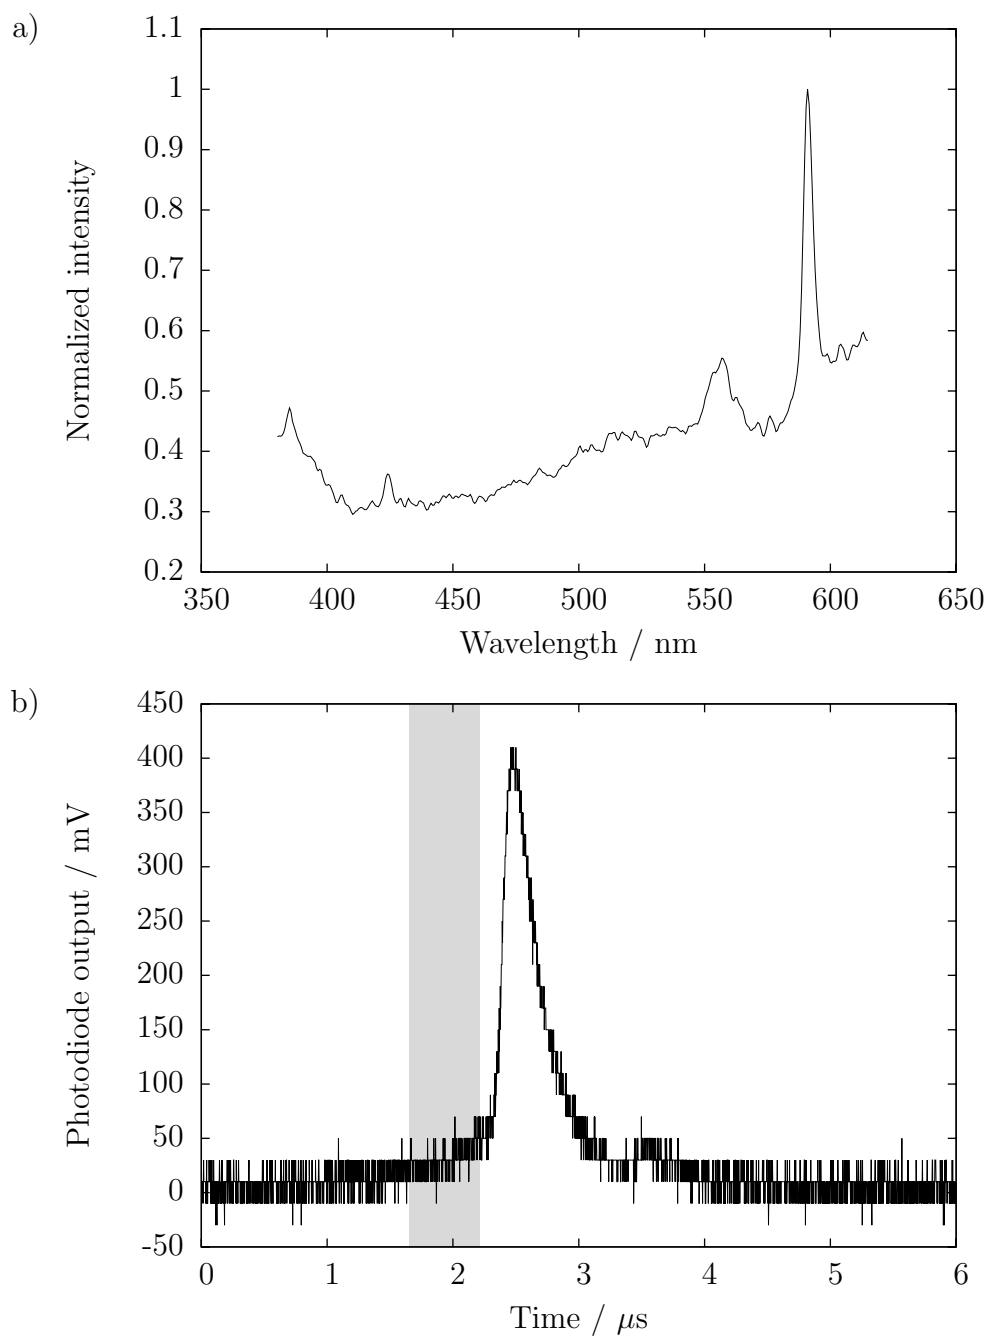 a)
1.1
1
0.9
0.8
0.7
0.6
0.5
0.4
0.3
0.2
Normalized intensity
350 400 450 500 550 600 650
Wavelength / nm
b)
450
400
350
300
250
200
150
100
50
0
-50
Photodiode output / mV
0 1 2 3 4 5 6
Time / μs